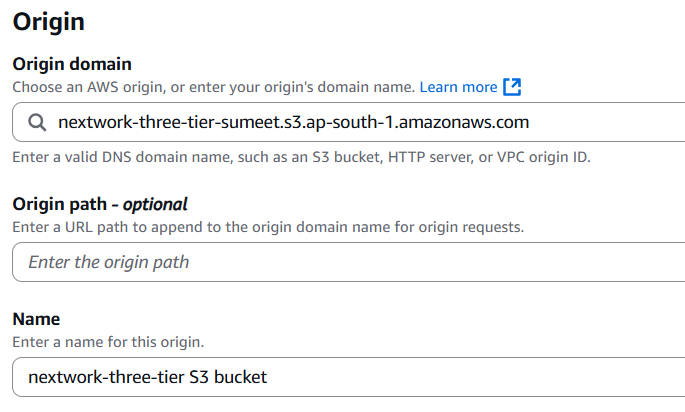 Origin
Origin domain
Choose an AWS origin, or enter your origin's domain name. Learn more
nextwork-three-tier-sumeet.s3.ap-south-1.amazonaws.com
Enter a valid DNS domain name, such as an S3 bucket, HTTP server, or VPC origin ID.
Origin path - optional
Enter a URL path to append to the origin domain name for origin requests.
Enter the origin path
Name
Enter a name for this origin.
nextwork-three-tier S3 bucket